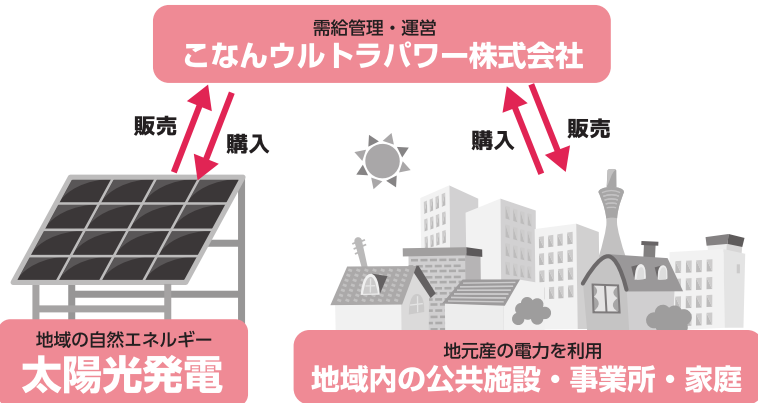 需給管理・運営
こなんウルトラパワー株式会社
販売
購入
購入
販売
地域の自然エネルギー
太陽光発電
地元産の電力を利用
地域内の公共施設・事業所・家庭